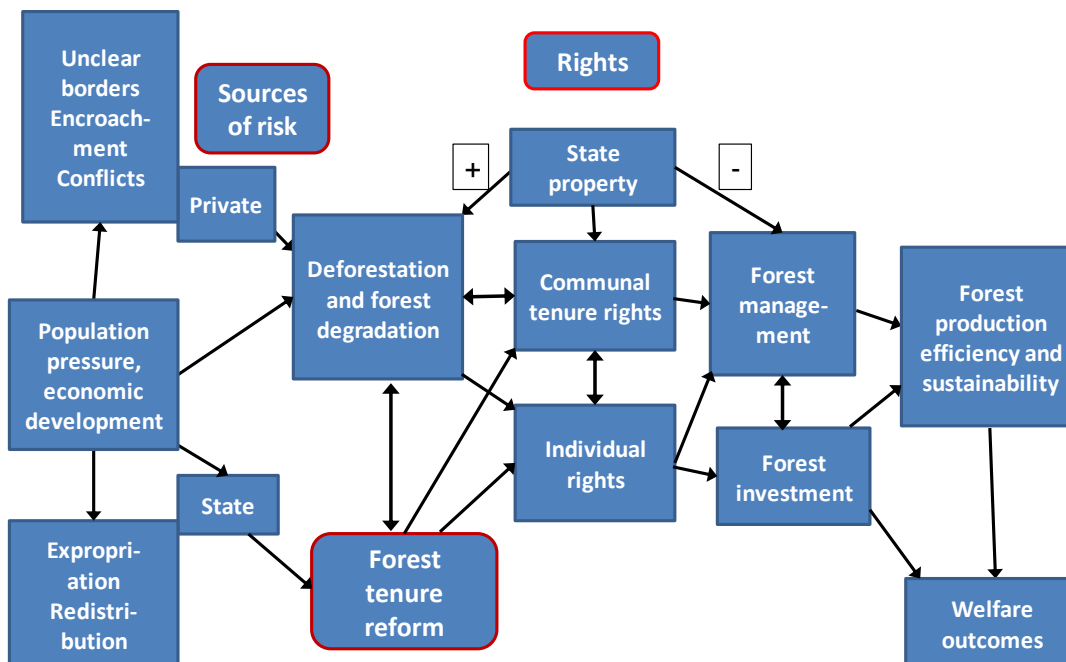 Unclear
borders
Encroach-
ment
Conflicts
Sources
of risk
Rights
Private
+
State
property
-
Deforestation
and forest
degradation
Communal
tenure rights
Forest
manage-
ment
Forest
production
efficiency and
sustainability
Population
pressure,
economic
development
Individual
rights
Forest
investment
State
Expropri-
ation
Redistri-
bution
Forest
tenure
reform
Welfare
outcomes